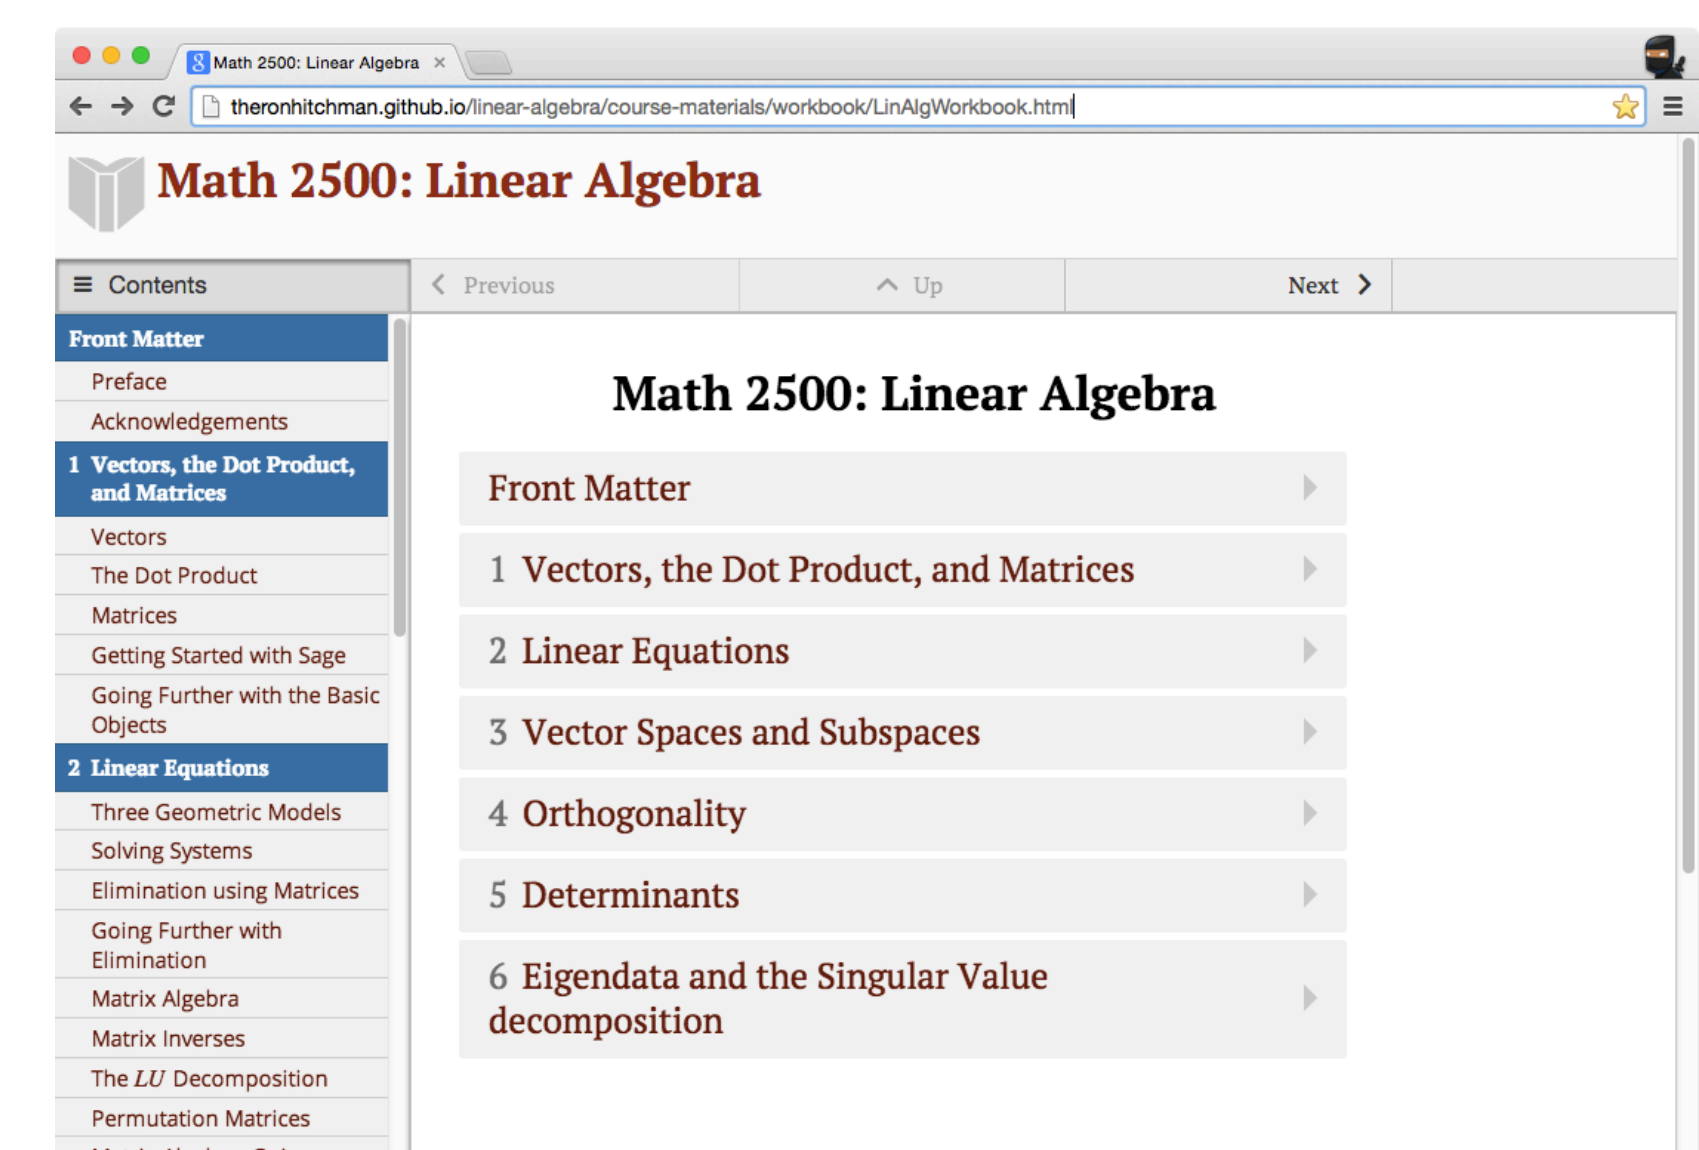 Math 2500: Linear Algebra
theronhitchman.github.io/linear-algebra/course-materials/workbook/LinAlgWorkbook.html
Math 2500: Linear Algebra
Contents
Previous
Up
Next
Front Matter
Preface
Acknowledgements
1 Vectors, the Dot Product,
and Matrices
Vectors
The Dot Product
Matrices
Getting Started with Sage
Going Further with the Basic
Objects
2 Linear Equations
Three Geometric Models
Solving Systems
Elimination using Matrices
Going Further with
Elimination
Matrix Algebra
Matrix Inverses
The LU Decomposition
Permutation Matrices
Math 2500: Linear Algebra
Front Matter
1 Vectors, the Dot Product, and Matrices
2 Linear Equations
3 Vector Spaces and Subspaces
4 Orthogonality
5 Determinants
6 Eigendata and the Singular Value
decomposition